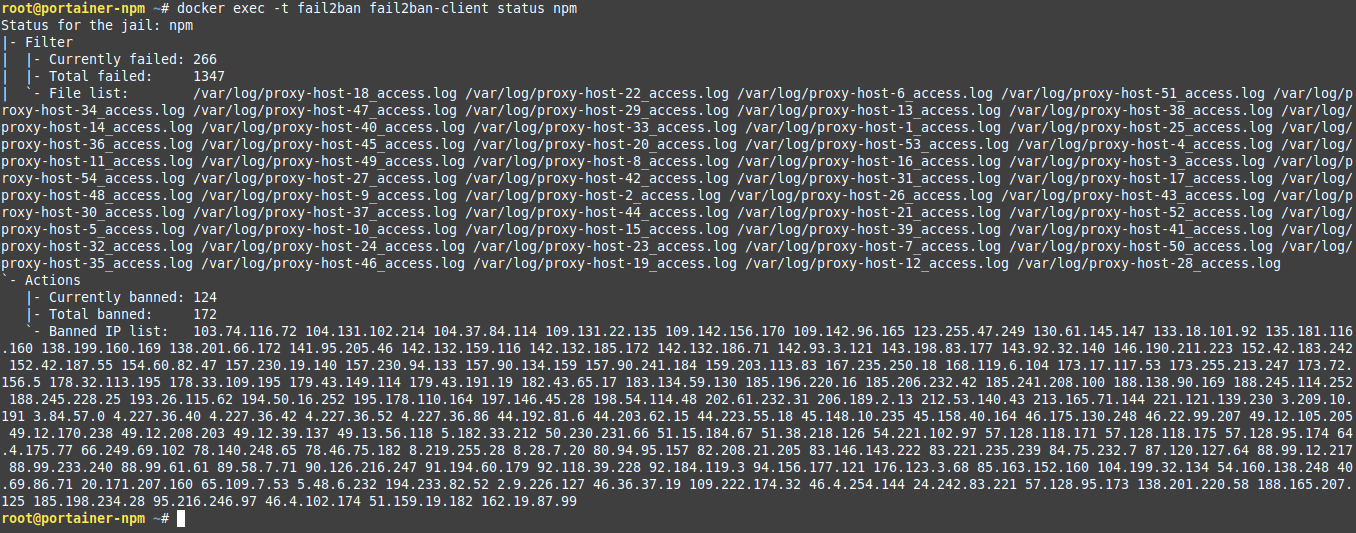 root@portainer-npm ~# docker exec -t fail2ban fail2ban-client status npm
Status for the jail: npm
|- Filter
|  |- Currently failed: 266
|  |- Total failed:     1347
|  `- File list:        /var/log/proxy-host-18_access.log /var/log/proxy-host-22_access.log /var/log/proxy-host-6_access.log /var/log/proxy-host-51_access.log /var/log/p
roxy-host-34_access.log /var/log/proxy-host-47_access.log /var/log/proxy-host-29_access.log /var/log/proxy-host-13_access.log /var/log/proxy-host-38_access.log /var/log/
proxy-host-14_access.log /var/log/proxy-host-40_access.log /var/log/proxy-host-33_access.log /var/log/proxy-host-1_access.log /var/log/proxy-host-25_access.log /var/log/
proxy-host-36_access.log /var/log/proxy-host-45_access.log /var/log/proxy-host-20_access.log /var/log/proxy-host-53_access.log /var/log/proxy-host-4_access.log /var/log/
proxy-host-11_access.log /var/log/proxy-host-49_access.log /var/log/proxy-host-8_access.log /var/log/proxy-host-16_access.log /var/log/proxy-host-3_access.log /var/log/p
roxy-host-54_access.log /var/log/proxy-host-27_access.log /var/log/proxy-host-42_access.log /var/log/proxy-host-31_access.log /var/log/proxy-host-17_access.log /var/log/
proxy-host-48_access.log /var/log/proxy-host-9_access.log /var/log/proxy-host-2_access.log /var/log/proxy-host-26_access.log /var/log/proxy-host-43_access.log /var/log/p
roxy-host-30_access.log /var/log/proxy-host-37_access.log /var/log/proxy-host-44_access.log /var/log/proxy-host-21_access.log /var/log/proxy-host-52_access.log /var/log/
proxy-host-5_access.log /var/log/proxy-host-10_access.log /var/log/proxy-host-15_access.log /var/log/proxy-host-39_access.log /var/log/proxy-host-41_access.log /var/log/
proxy-host-32_access.log /var/log/proxy-host-24_access.log /var/log/proxy-host-23_access.log /var/log/proxy-host-7_access.log /var/log/proxy-host-50_access.log /var/log/
proxy-host-35_access.log /var/log/proxy-host-46_access.log /var/log/proxy-host-19_access.log /var/log/proxy-host-12_access.log /var/log/proxy-host-28_access.log
`- Actions
   |- Currently banned: 124
   |- Total banned:     172
   `- Banned IP list:   103.74.116.72 104.131.102.214 104.37.84.114 109.131.22.135 109.142.156.170 109.142.96.165 123.255.47.249 130.61.145.147 133.18.101.92 135.181.116
.160 138.199.160.169 138.201.66.172 141.95.205.46 142.132.159.116 142.132.185.172 142.132.186.71 142.93.3.121 143.198.83.177 143.92.32.140 146.190.211.223 152.42.183.242
 152.42.187.55 154.60.82.47 157.230.19.140 157.230.94.133 157.90.134.159 157.90.241.184 159.203.113.83 167.235.250.18 168.119.6.104 173.17.117.53 173.255.213.247 173.72.
156.5 178.32.113.195 178.33.109.195 179.43.149.114 179.43.191.19 182.43.65.17 183.134.59.130 185.196.220.16 185.206.232.42 185.241.208.100 188.138.90.169 188.245.114.252
 188.245.228.25 193.26.115.62 194.50.16.252 195.178.110.164 197.146.45.28 198.54.114.48 202.61.232.31 206.189.2.13 212.53.140.43 213.165.71.144 221.121.139.230 3.209.10.
191 3.84.57.0 4.227.36.40 4.227.36.42 4.227.36.52 4.227.36.86 44.192.81.6 44.203.62.15 44.223.55.18 45.148.10.235 45.158.40.164 46.175.130.248 46.22.99.207 49.12.105.205
 49.12.170.238 49.12.208.203 49.12.39.137 49.13.56.118 5.182.33.212 50.230.231.66 51.15.184.67 51.38.218.126 54.221.102.97 57.128.118.171 57.128.118.175 57.128.95.174 64
.4.175.77 66.249.69.102 78.140.248.65 78.46.75.182 8.219.255.28 8.28.7.20 80.94.95.157 82.208.21.205 83.146.143.222 83.221.235.239 84.75.232.7 87.120.127.64 88.99.12.217
 88.99.233.240 88.99.61.61 89.58.7.71 90.126.216.247 91.194.60.179 92.118.39.228 92.184.119.3 94.156.177.121 176.123.3.68 85.163.152.160 104.199.32.134 54.160.138.248 40
.69.86.71 20.171.207.160 65.109.7.53 5.48.6.232 194.233.82.52 2.9.226.127 46.36.37.19 109.222.174.32 46.4.254.144 24.242.83.221 57.128.95.173 138.201.220.58 188.165.207.
125 185.198.234.28 95.216.246.97 46.4.102.174 51.159.19.182 162.19.87.99
root@portainer-npm ~#